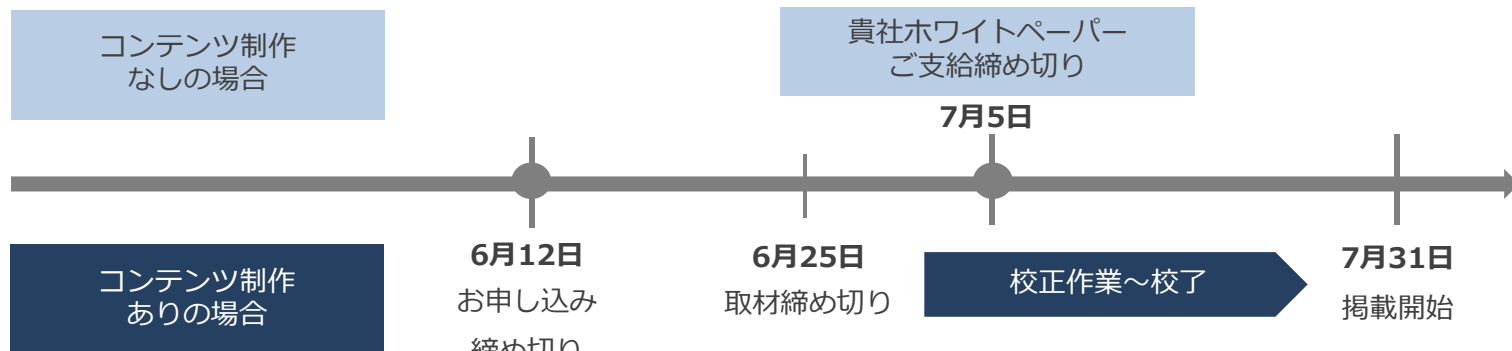 コンテンツ制作
なしの場合
貴社ホワイトペーパー
ご支給締め切り
7月5日
コンテンツ制作
ありの場合
6月12日
お申し込み
締め切り
6月25日
取材締め切り
校正作業～校了
7月31日
掲載開始